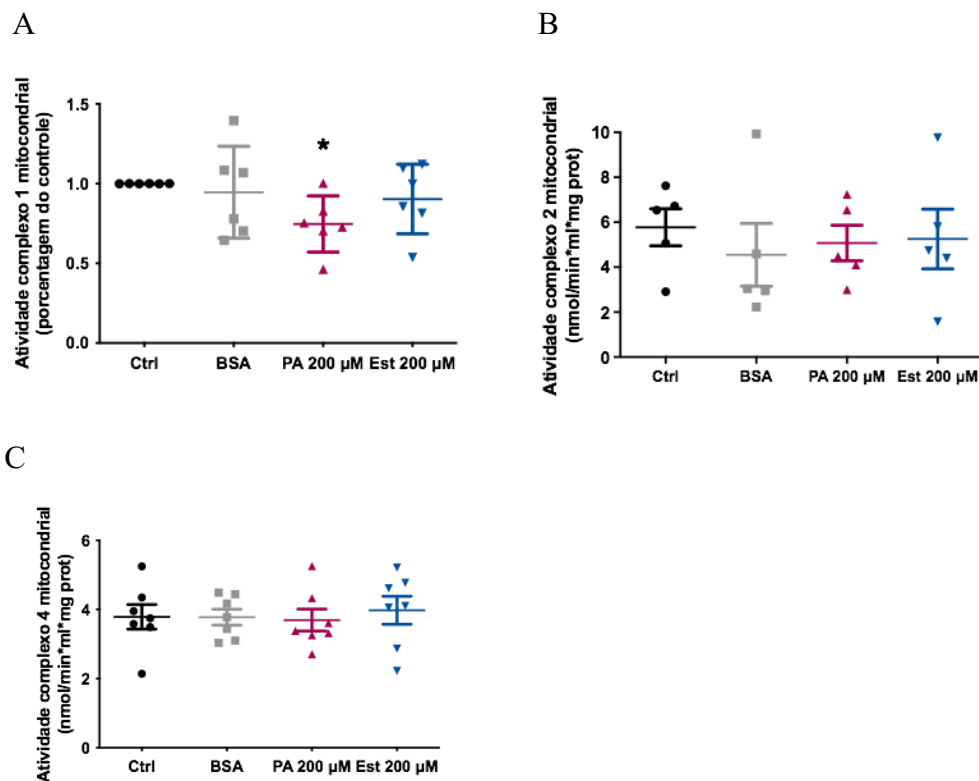 A
Atividade complexo 1 mitocondrial
(porcentagem do controle)
1.5
1.0
0.5
0.0
*
Ctrl BSA PA 200 µM Est 200 µM
B
Atividade complexo 2 mitocondrial
(nmol/min*ml*mg prot)
10
8
6
4
2
0
Ctrl BSA PA 200 µM Est 200 µM
C
Atividade complexo 4 mitocondrial
(nmol/min*ml*mg prot)
6
4
2
0
Ctrl BSA PA 200 µM Est 200 µM